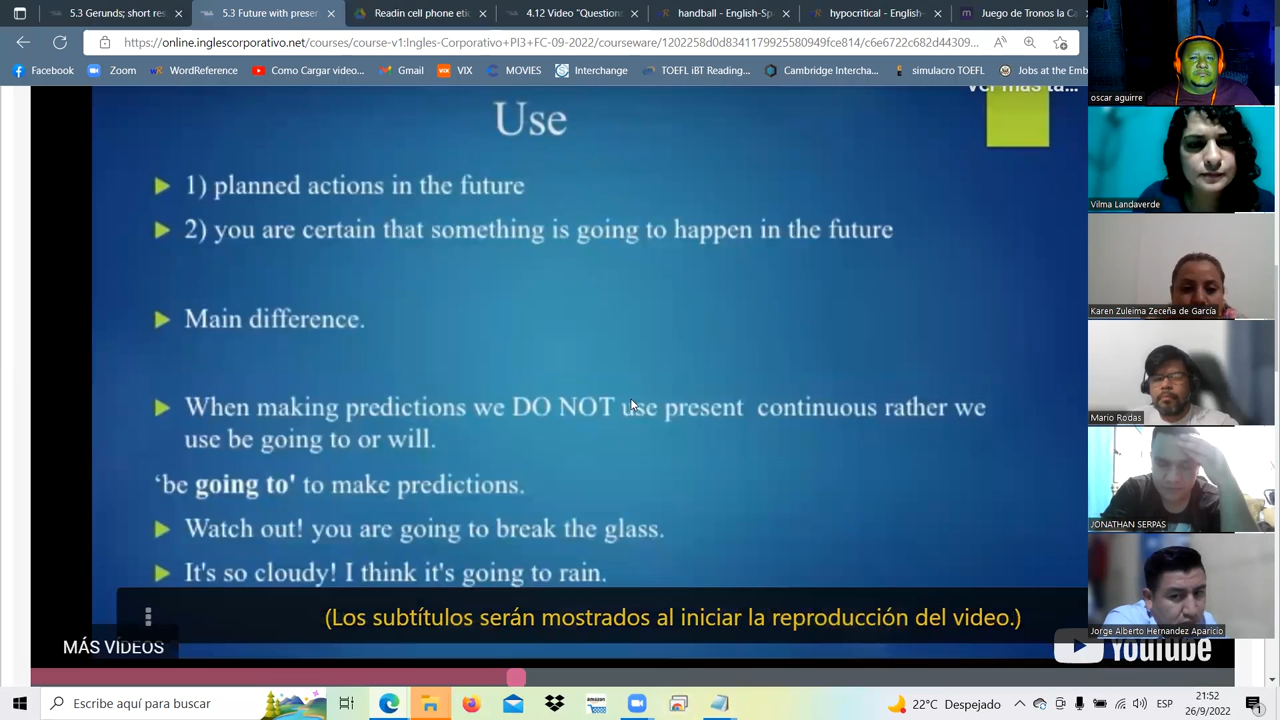 5.3 Gerunds; short res
5.3 Future with presen
Readin cell phone etic
4.12 Video "Questions
handball - English-Sp
hypocritical - English-
Juego de Tronos la Ca
https://online.inglescorporativo.net/courses/course-v1:Ingles-Corporativo+PI3+FC-09-2022/courseware/1202258d0d8341179925580949fce814/c6e6722c682d44309...
Facebook
Zoom
WordReference
Como Cargar video...
Gmail
VIX
MOVIES
Interchange
TOEFL iBT Reading...
Cambridge Intercha...
simulacro TOEFL
Jobs at the Emb
Use
1) planned actions in the future
2) you are certain that something is going to happen in the future
Main difference.
When making predictions we DO NOT use present continuous rather we
use be going to or will.
‘be going to' to make predictions.
Watch out! you are going to break the glass.
It's so cloudy! I think it's going to rain.
(Los subtítulos serán mostrados al iniciar la reproducción del video.)
MÁS VÍDEOS
YouTube
oscar aguirre
Vilma Landaverde
Karen Zuleima Zeceña de García
Mario Rodas
JONATHAN SERPAS
Jorge Alberto Hernandez Aparicio
Escribe aquí para buscar
22°C Despejado
ESP
21:52
26/9/2022
1